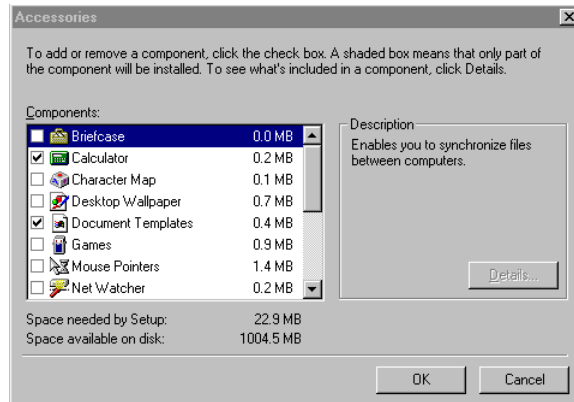 Accessories
To add or remove a component, click the check box. A shaded box means that only part of
the component will be installed. To see what's included in a component, click Details.
Components:
Briefcase 0.0 MB
Calculator 0.2 MB
Character Map 0.1 MB
Desktop Wallpaper 0.7 MB
Document Templates 0.4 MB
Games 0.9 MB
Mouse Pointers 1.4 MB
Net Watcher 0.2 MB
Description
Enables you to synchronize files
between computers.
Details...
Space needed by Setup: 22.9 MB
Space available on disk: 1004.5 MB
OK Cancel